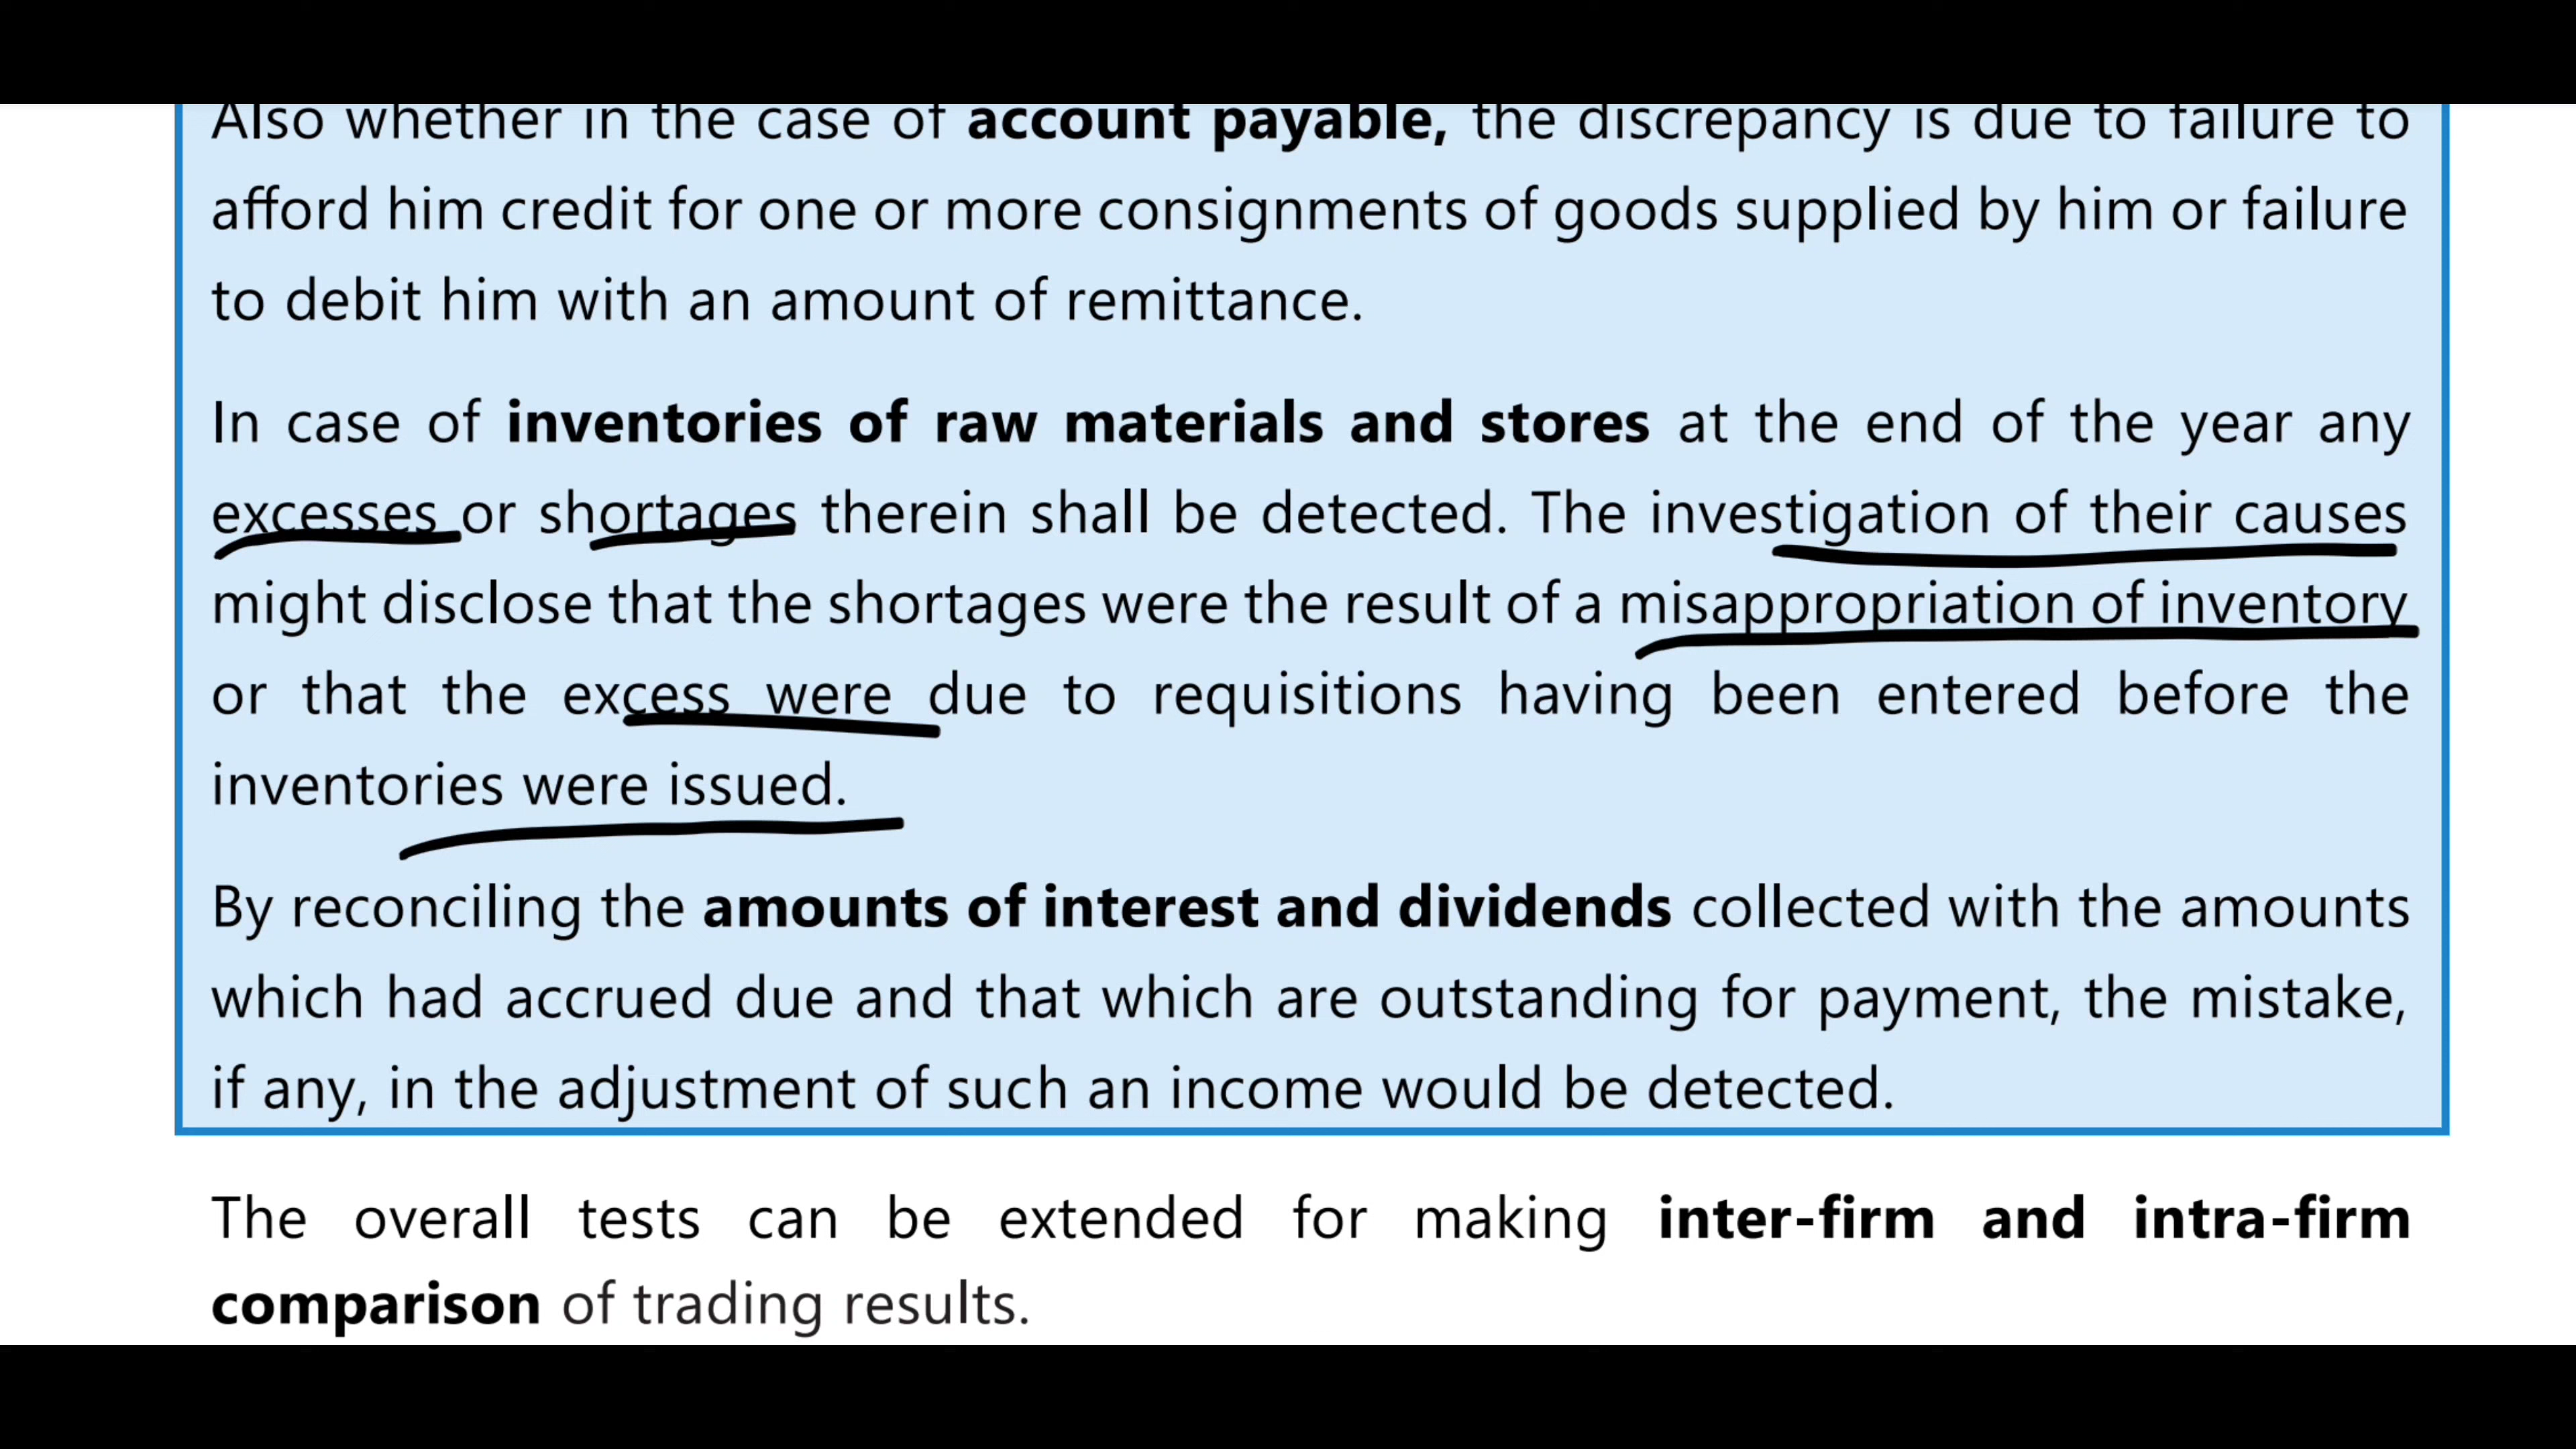 Also whether in the case of account payable, the discrepancy is due to failure to
afford him credit for one or more consignments of goods supplied by him or failure
to debit him with an amount of remittance.
In case of inventories of raw materials and stores at the end of the year any
excesses or shortages therein shall be detected. The investigation of their causes
might disclose that the shortages were the result of a misappropriation of inventory
or that the excess were due to requisitions having been entered before the
inventories were issued.
By reconciling the amounts of interest and dividends collected with the amounts
which had accrued due and that which are outstanding for payment, the mistake,
if any, in the adjustment of such an income would be detected.
The overall tests can be extended for making inter-firm and intra-firm
comparison of trading results.